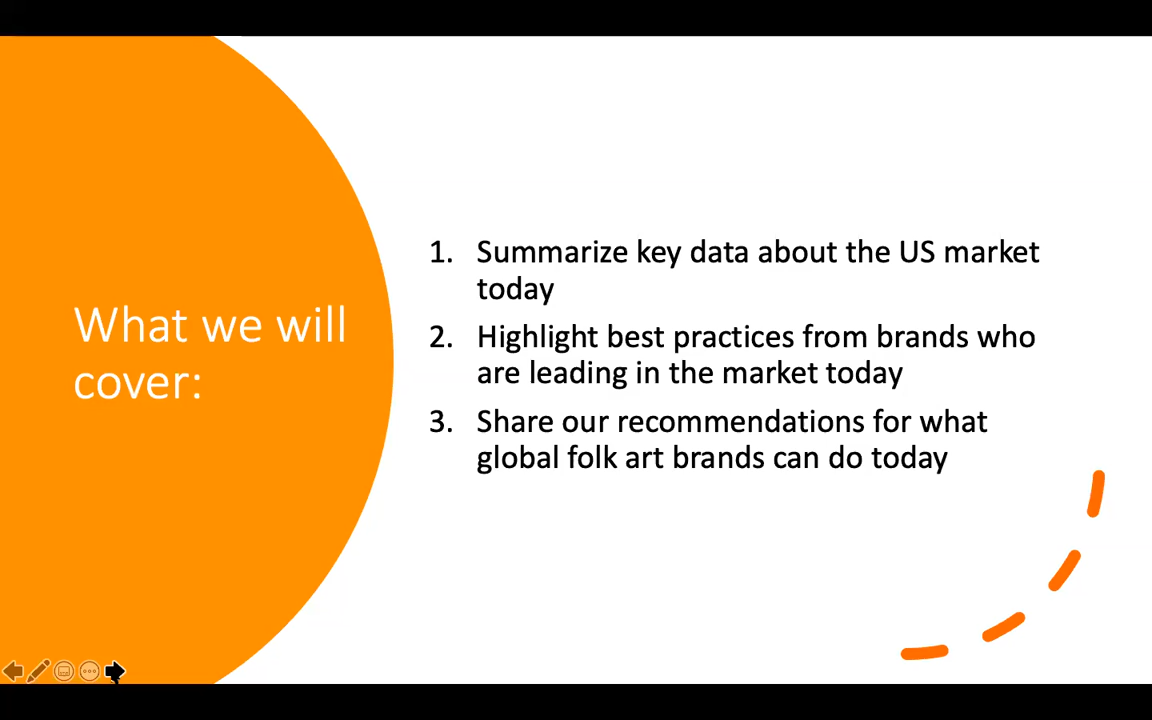 What we will
cover:
1. Summarize key data about the US market
today
2. Highlight best practices from brands who
are leading in the market today
3. Share our recommendations for what
global folk art brands can do today